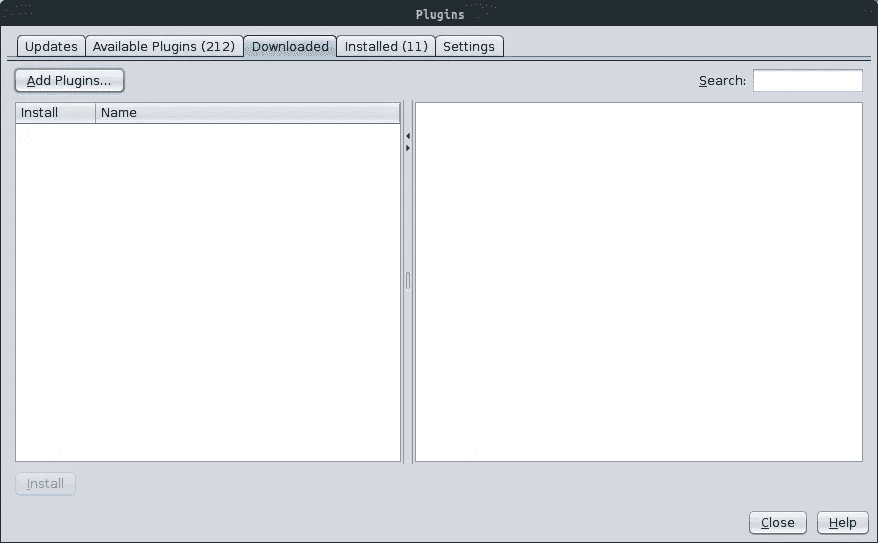 Plugins
Updates Available Plugins (212) Downloaded Installed (11) Settings
Add Plugins... Search:
Install Name
Install
Close Help